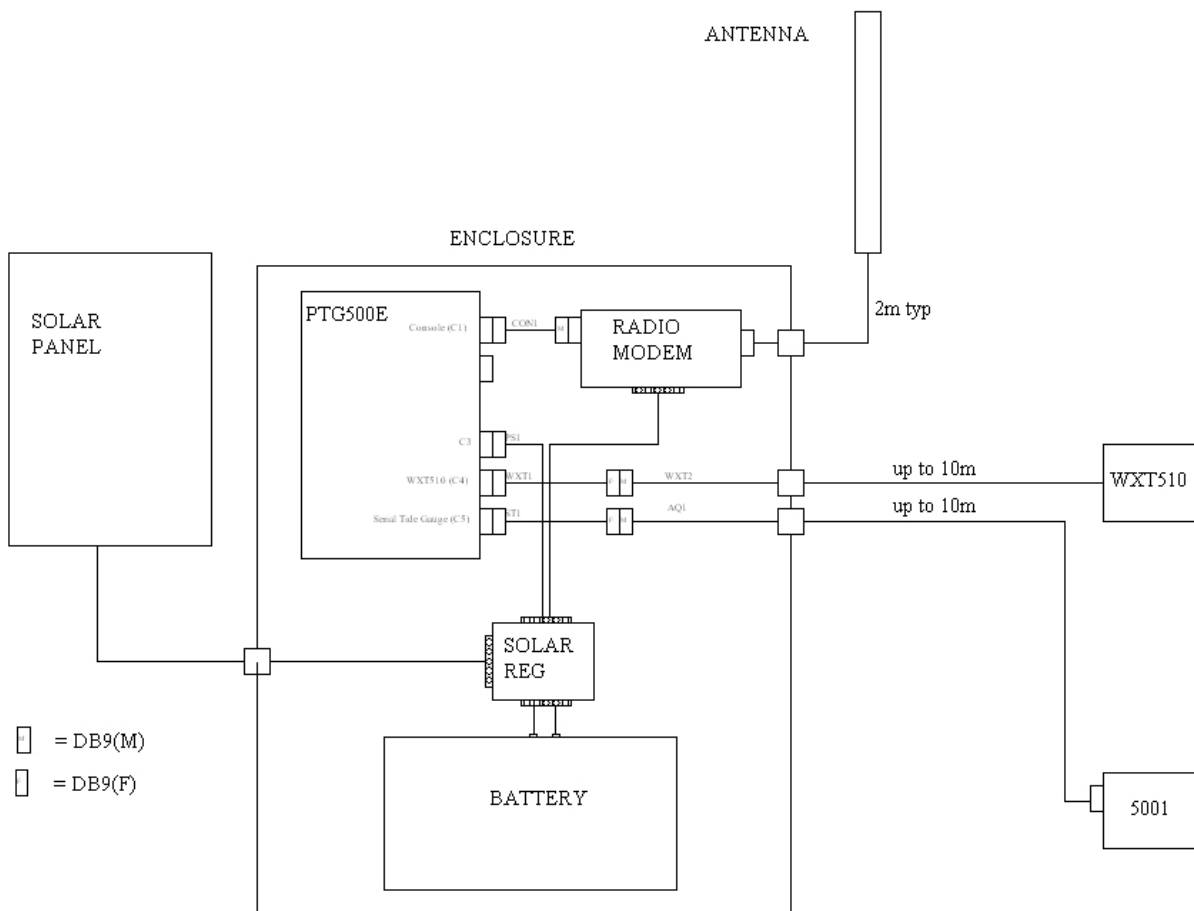 ANTENNA
ENCLOSURE
SOLAR
PANEL
PTG500E
Console (C1)
CON1
M
RADIO
MODEM
2m typ
C3
PS1
WXT510 (C4)
WXT1
F
M
WXT2
up to 10m
WXT510
Serial Tide Gauge (C5)
ST1
F
M
AQ1
up to 10m
SOLAR
REG
M = DB9(M)
F = DB9(F)
BATTERY
5001